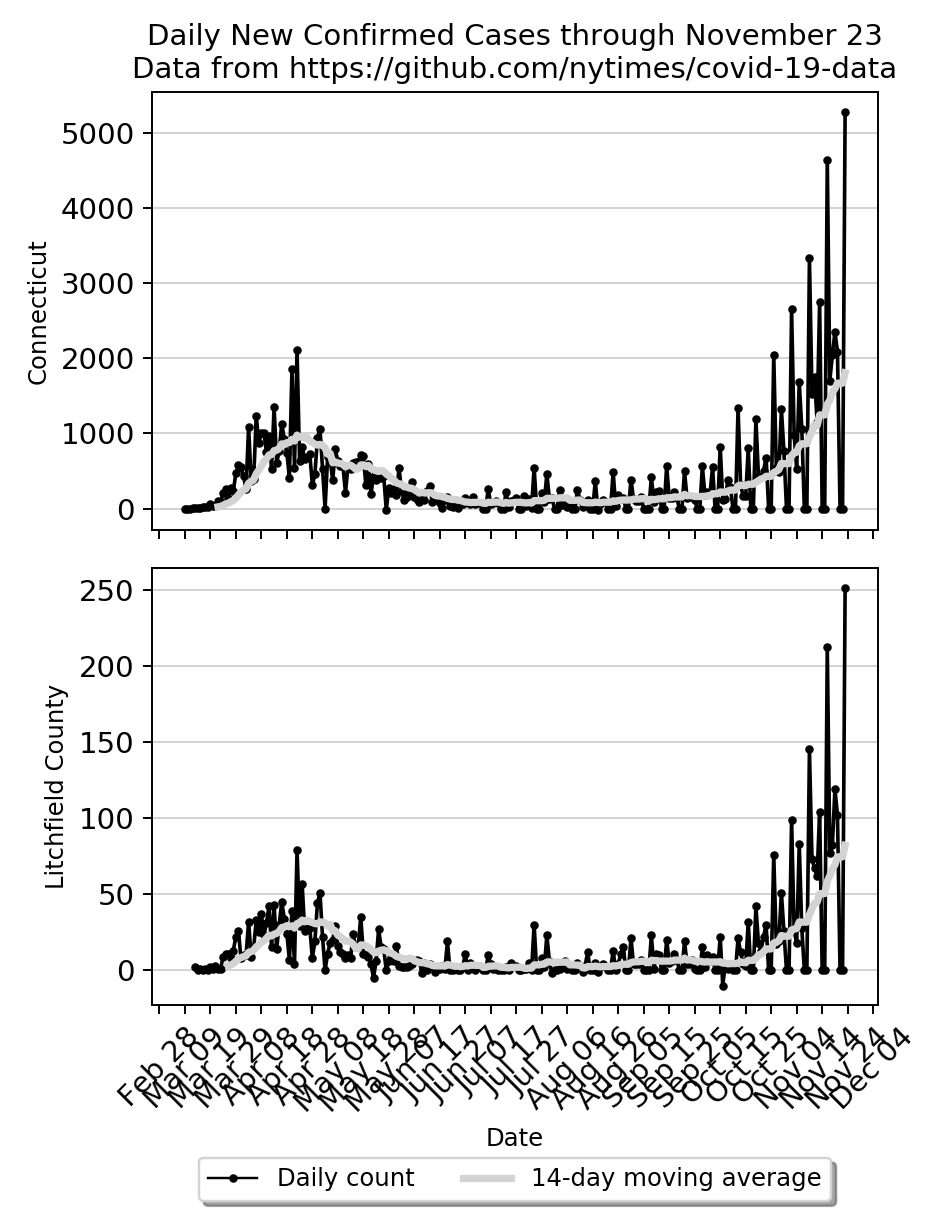 Daily New Confirmed Cases through November 23
Data from https://github.com/nytimes/covid-19-data
5000
4000
3000
2000
1000
0
Connecticut
250
200
150
100
50
0
Litchfield County
Feb 28
Mar 09
Mar 19
Mar 29
Apr 08
Apr 18
Apr 28
May 08
May 18
May 28
Jun 07
Jun 17
Jun 27
Jul 07
Jul 17
Jul 27
Aug 06
Aug 16
Aug 26
Sep 05
Sep 15
Sep 25
Oct 05
Oct 15
Oct 25
Nov 04
Nov 14
Nov 24
Dec 04
Date
Daily count
14-day moving average